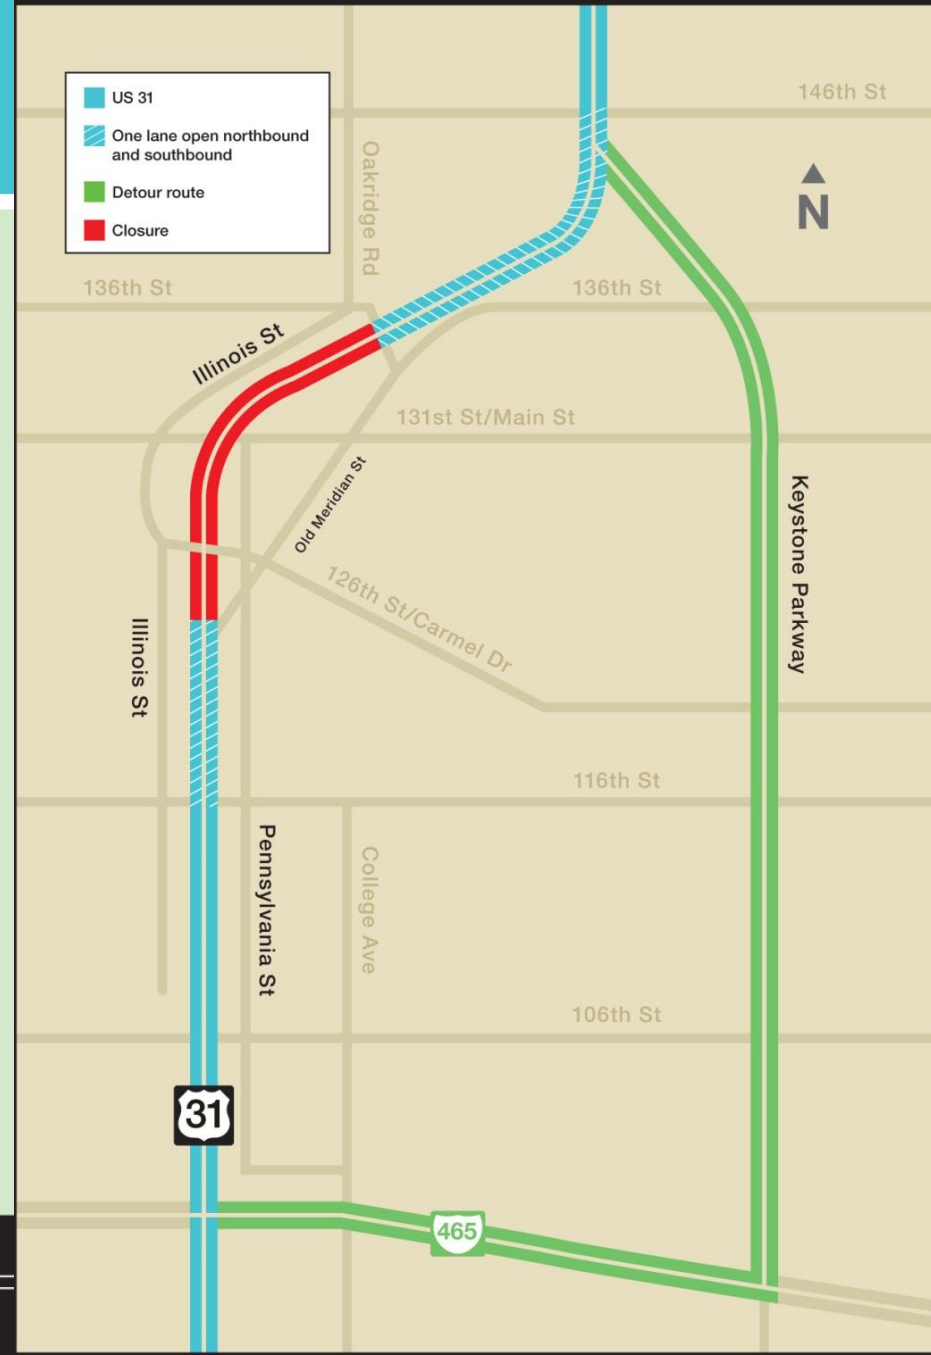 US 31
One lane open northbound
and southbound
Detour route
Closure
146th St
Oakridge Rd
N
136th St
136th St
Illinois St
131st St/Main St
Old Meridian St
Keystone Parkway
126th St/Carmel Dr
Illinois St
116th St
Pennsylvania St
College Ave
106th St
31
465